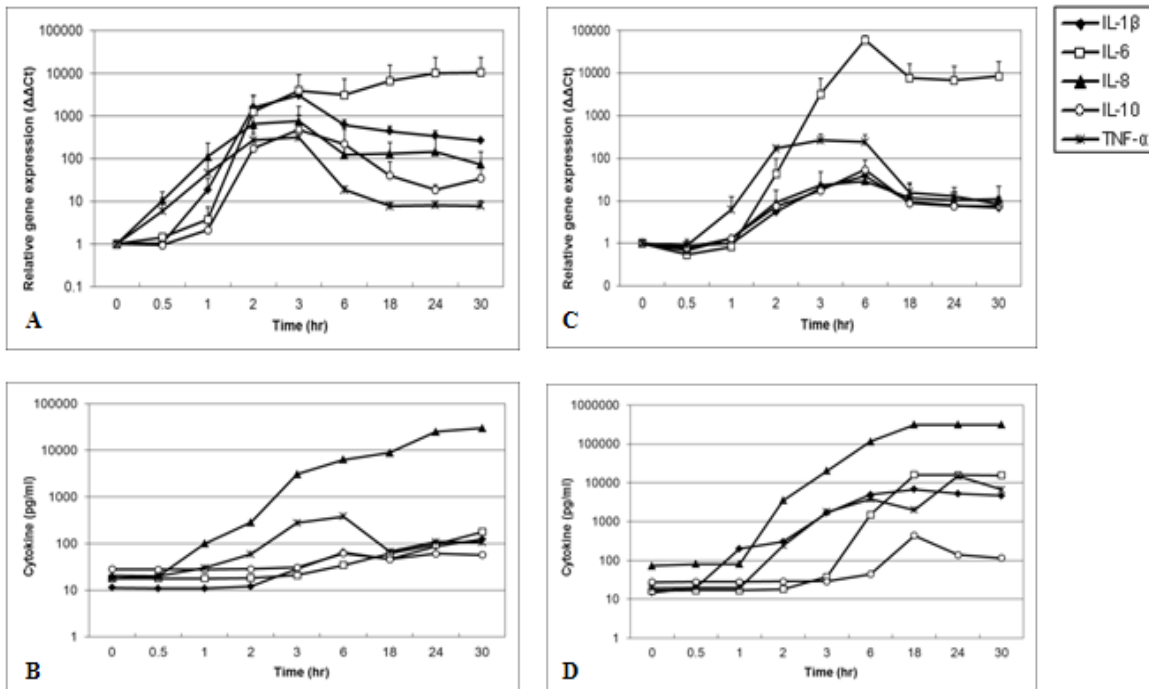 100000
10000
1000
100
10
1
0.1
Relative gene expression (ΔΔCt)
0 0.5 1 2 3 6 18 24 30
Time (hr)
A
100000
10000
1000
100
10
1
0
Relative gene expression (ΔΔCt)
0 0.5 1 2 3 6 18 24 30
Time (hr)
C
IL-1β
IL-6
IL-8
IL-10
TNF-α
100000
10000
1000
100
10
1
Cytokine (pg/ml)
0 0.5 1 2 3 6 18 24 30
Time (hr)
B
1000000
100000
10000
1000
100
10
1
Cytokine (pg/ml)
0 0.5 1 2 3 6 18 24 30
Time (hr)
D